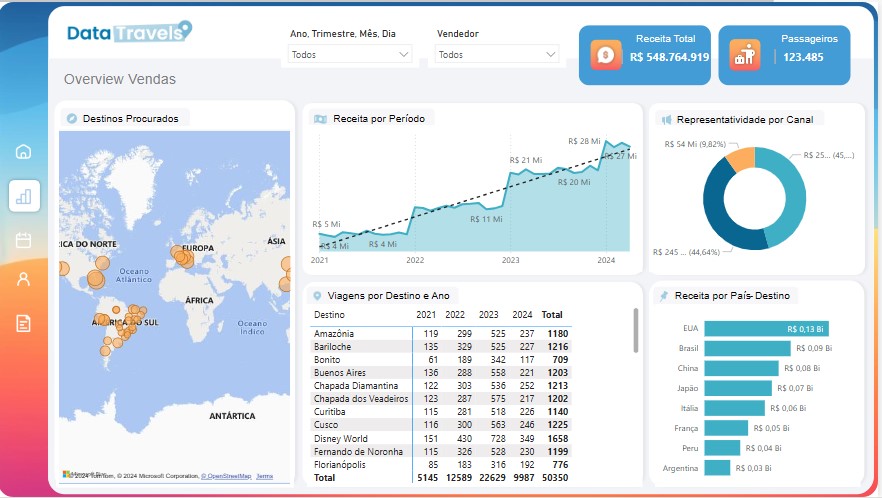 DataTravels
Ano, Trimestre, Mês, Dia
Todos
Vendedor
Todos
Receita Total
R$ 548.764.919
Passageiros
123.485
Overview Vendas
Destinos Procurados
ICA DO NORTE
EUROPA
ÁSIA
Oceano
Atlântico
ÁFRICA
AMÉRICA DO SUL
Oceano
Índico
ANTÁRTICA
© 2024 TomTom, © 2024 Microsoft Corporation, © OpenStreetMap Terms
Receita por Período
R$ 5 Mi
R$ 4 Mi
R$ 4 Mi
R$ 11 Mi
R$ 21 Mi
R$ 20 Mi
R$ 28 Mi
R$ 27 Mi
2021 2022 2023 2024
Representatividade por Canal
R$ 54 Mi (9,82%)
R$ 25... (45,...)
R$ 245 ... (44,64%)
Viagens por Destino e Ano
Destino 2021 2022 2023 2024 Total
Amazônia 119 299 525 237 1180
Bariloche 135 329 525 227 1216
Bonito 61 189 342 117 709
Buenos Aires 136 288 558 221 1203
Chapada Diamantina 122 303 536 252 1213
Chapada dos Veadeiros 123 287 575 217 1202
Curitiba 115 281 518 226 1140
Cusco 116 300 563 246 1225
Disney World 151 430 728 349 1658
Fernando de Noronha 115 326 528 230 1199
Florianópolis 85 183 316 192 776
Total 5145 12589 22629 9987 50350
Receita por País-Destino
EUA R$ 0,13 Bi
Brasil R$ 0,09 Bi
China R$ 0,08 Bi
Japão R$ 0,07 Bi
Itália R$ 0,06 Bi
França R$ 0,05 Bi
Peru R$ 0,04 Bi
Argentina R$ 0,03 Bi